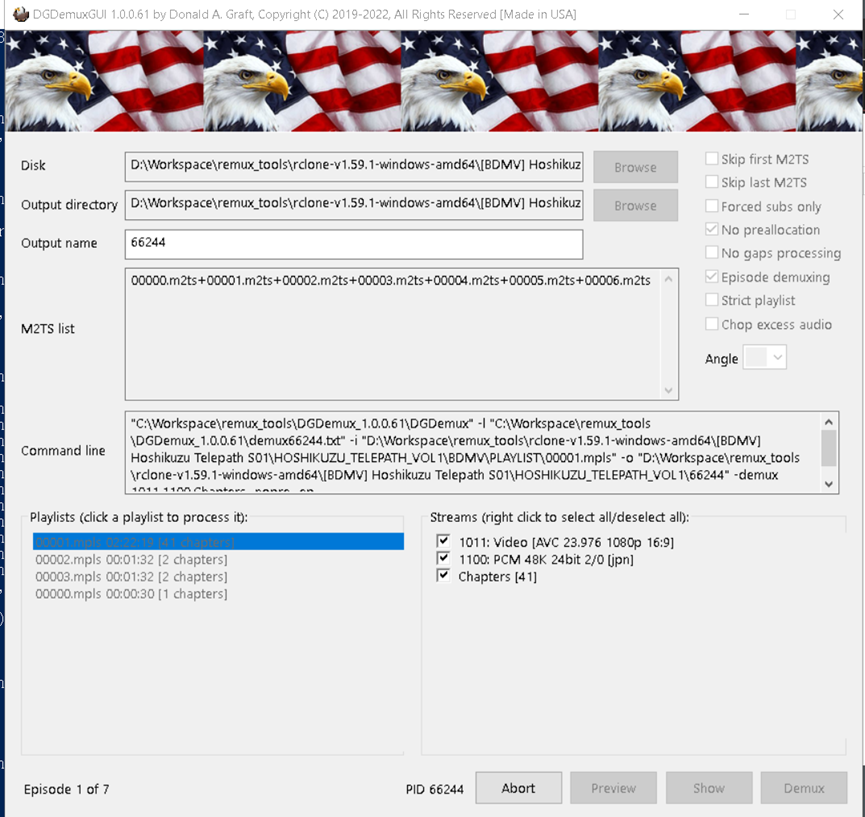 DGDemuxGUI 1.0.0.61 by Donald A. Graft, Copyright (C) 2019-2022, All Rights Reserved [Made in USA]
Disk
D:\Workspace\remux_tools\rclone-v1.59.1-windows-amd64\[BDMV] Hoshikuz
Browse
Output directory
D:\Workspace\remux_tools\rclone-v1.59.1-windows-amd64\[BDMV] Hoshikuz
Browse
Output name
66244
M2TS list
00000.m2ts+00001.m2ts+00002.m2ts+00003.m2ts+00004.m2ts+00005.m2ts+00006.m2ts
Skip first M2TS
Skip last M2TS
Forced subs only
No preallocation
No gaps processing
Episode demuxing
Strict playlist
Chop excess audio
Angle
Command line
"C:\Workspace\remux_tools\DGDemux_1.0.0.61\DGDemux" -l "C:\Workspace\remux_tools
\DGDemux_1.0.0.61\demux66244.txt" -i "D:\Workspace\remux_tools\rclone-v1.59.1-windows-amd64\[BDMV]
Hoshikuzu Telepath S01\HOSHIKUZU_TELEPATH_VOL1\BDMV\PLAYLIST\00001.mpls" -o "D:\Workspace\remux_tools
\rclone-v1.59.1-windows-amd64\[BDMV] Hoshikuzu Telepath S01\HOSHIKUZU_TELEPATH_VOL1\66244" -demux
1011,1100,Chapters -nopre -ep
Playlists (click a playlist to process it):
00001.mpls 02:22:19 [41 chapters]
00002.mpls 00:01:32 [2 chapters]
00003.mpls 00:01:32 [2 chapters]
00000.mpls 00:00:30 [1 chapters]
Streams (right click to select all/deselect all):
1011: Video [AVC 23.976 1080p 16:9]
1100: PCM 48K 24bit 2/0 [jpn]
Chapters [41]
Episode 1 of 7
PID 66244
Abort
Preview
Show
Demux